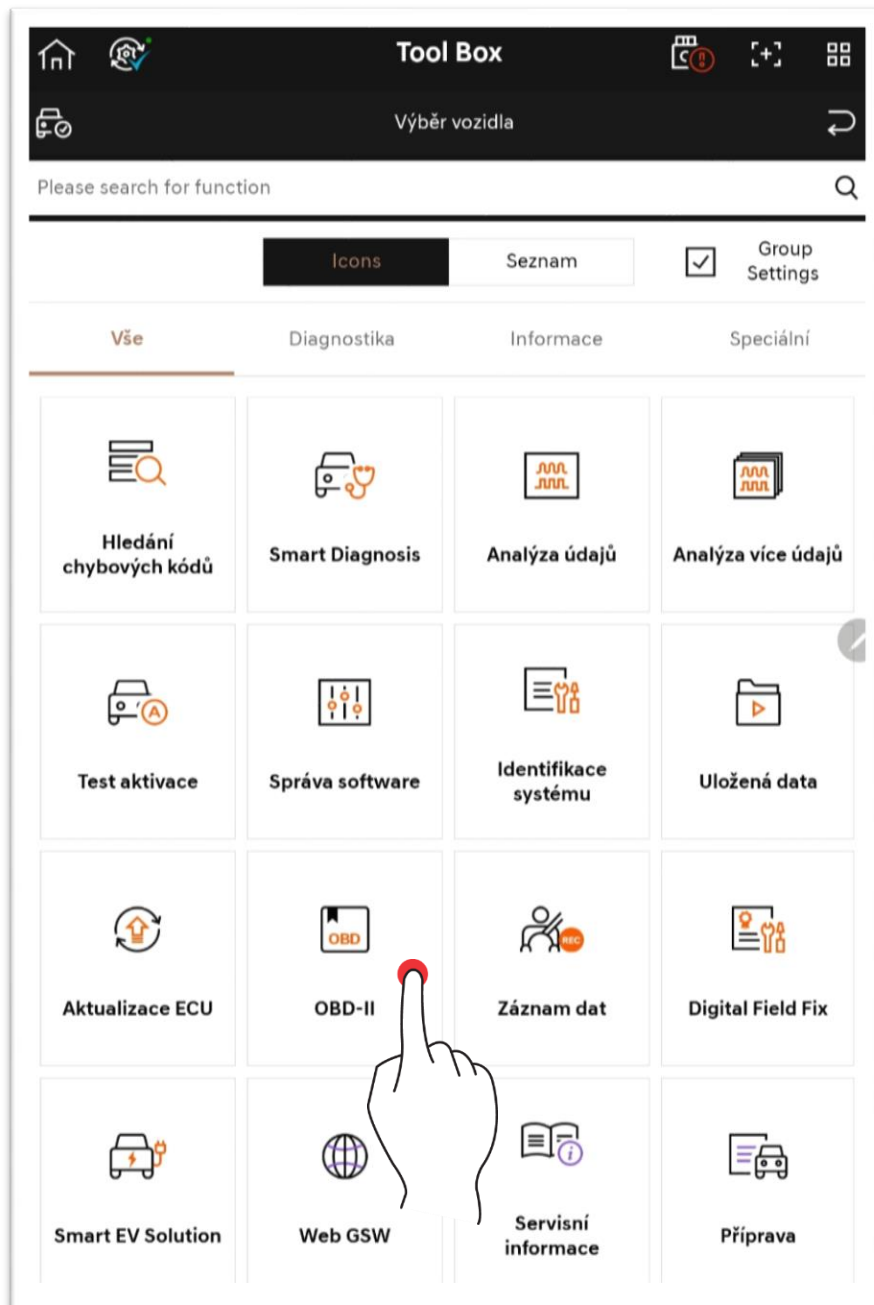 Tool Box
Výběr vozidla
Please search for function
Icons
Seznam
Group
Settings
Vše
Diagnostika
Informace
Speciální
Hledání
chybových kódů
Smart Diagnosis
Analýza údajů
Analýza více údajů
A
Test aktivace
Správa software
Identifikace
systému
Uložená data
Aktualizace ECU
OBD
OBD-II
REC
Záznam dat
Digital Field Fix
Smart EV Solution
Web GSW
i
Servisní
informace
Příprava